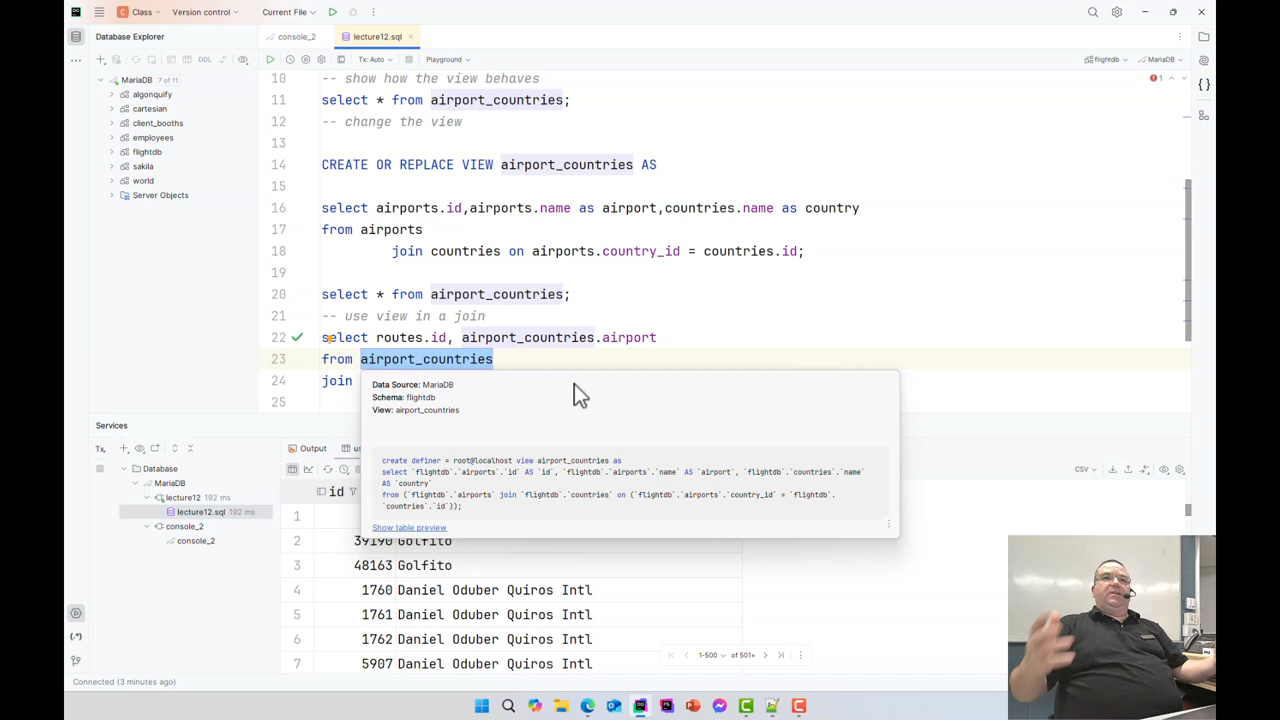 Class
Version control
Current File
Database Explorer
console_2
lecture12.sql
DDL
Tx: Auto
Playground
flightdb
MariaDB
MariaDB 7 of 11
algonquify
cartesian
client_booths
employees
flightdb
sakila
world
Server Objects
1
10 -- show how the view behaves
11 select * from airport_countries;
12 -- change the view
13
14 CREATE OR REPLACE VIEW airport_countries AS
15
16 select airports.id,airports.name as airport,countries.name as country
17 from airports
18 join countries on airports.country_id = countries.id;
19
20 select * from airport_countries;
21 -- use view in a join
22 select routes.id, airport_countries.airport
23 from airport_countries
24 join
25
Data Source: MariaDB
Schema: flightdb
View: airport_countries
create definer = root@localhost view airport_countries as
select `flightdb`.`airports`.`id` AS `id`, `flightdb`.`airports`.`name` AS `airport`, `flightdb`.`countries`.`name`
AS `country`
from (`flightdb`.`airports` join `flightdb`.`countries` on (`flightdb`.`airports`.`country_id` = `flightdb`.
`countries`.`id`));
Show table preview
Services
Tx
Database
MariaDB
lecture12 192 ms
lecture12.sql 192 ms
console_2
console_2
Output
CSV
id
1
2 39190 Golfito
3 48163 Golfito
4 1760 Daniel Oduber Quiros Intl
5 1761 Daniel Oduber Quiros Intl
6 1762 Daniel Oduber Quiros Intl
7 5907 Daniel Oduber Quiros Intl
1-500 of 501+
Connected (3 minutes ago)